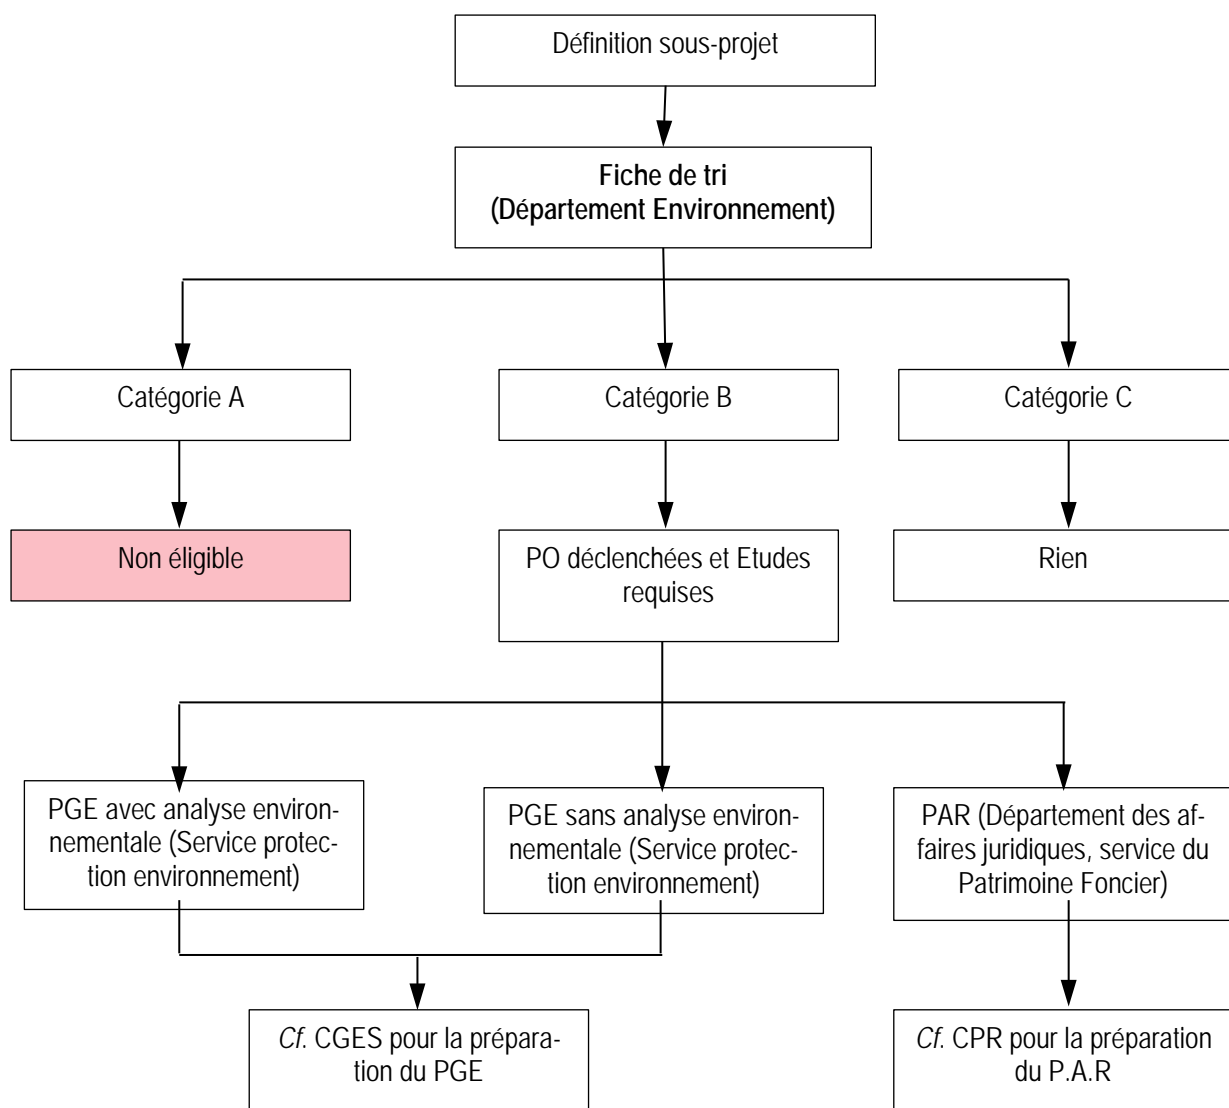 Définition sous-projet
Fiche de tri
(Département Environnement)
Catégorie A
Catégorie B
Catégorie C
Non éligible
PO déclenchées et Etudes
requises
Rien
PGE avec analyse environ-
nementale (Service protec-
tion environnement)
PGE sans analyse environ-
nementale (Service protec-
tion environnement)
PAR (Département des af-
faires juridiques, service du
Patrimoine Foncier)
Cf. CGES pour la prépara-
tion du PGE
Cf. CPR pour la préparation
du P.A.R